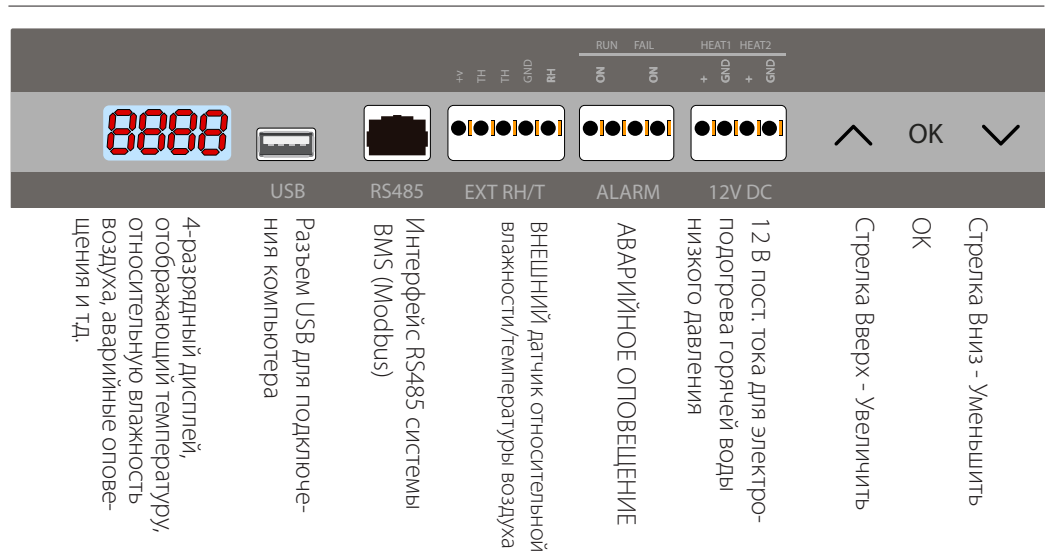 RUN FAIL HEAT1 HEAT2
+V TH TH GND RH NO NO + GND + GND
8888 OK
USB RS485 EXT RH/T ALARM 12V DC
4-разрядный дисплей,
отображающий температуру,
относительную влажность
воздуха, аварийные опове-
щения и т.д.
Разъем USB для подключе-
ния компьютера
Интерфейс RS485 системы
BMS (Modbus)
ВНЕШНИЙ датчик относительной
влажности/температуры воздуха
АВАРИЙНОЕ ОПОВЕЩЕНИЕ
12 В пост. тока для электро-
подогрева горячей воды
низкого давления
Стрелка Вверх - Увеличить
OK
Стрелка Вниз - Уменьшить